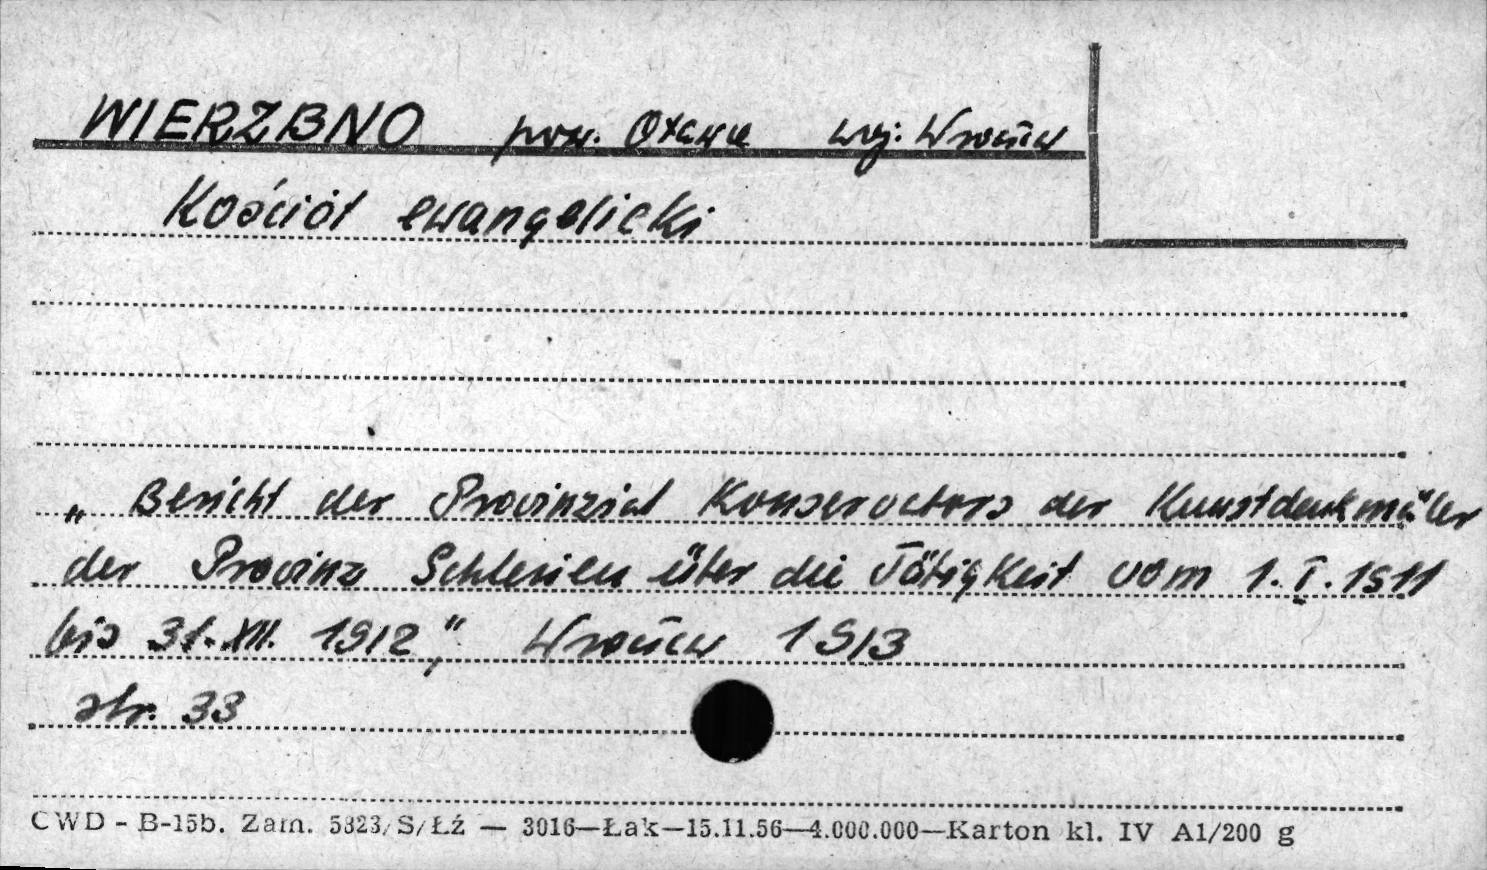 WIERZBNO pow. Oława woj. Wrocław
Kościół ewangelicki
„Bericht der Provinzial Konservators der Kunstdenkmäler
der Provinz Schlesien über die Tätigkeit vom 1.I.1911
bis 31.XII. 1912," Wrocław 1913
str. 33
CWD - B-15b. Zam. 5823/S/Łź — 3016—Łak—15.11.56—4.000.000—Karton kl. IV A1/200 g